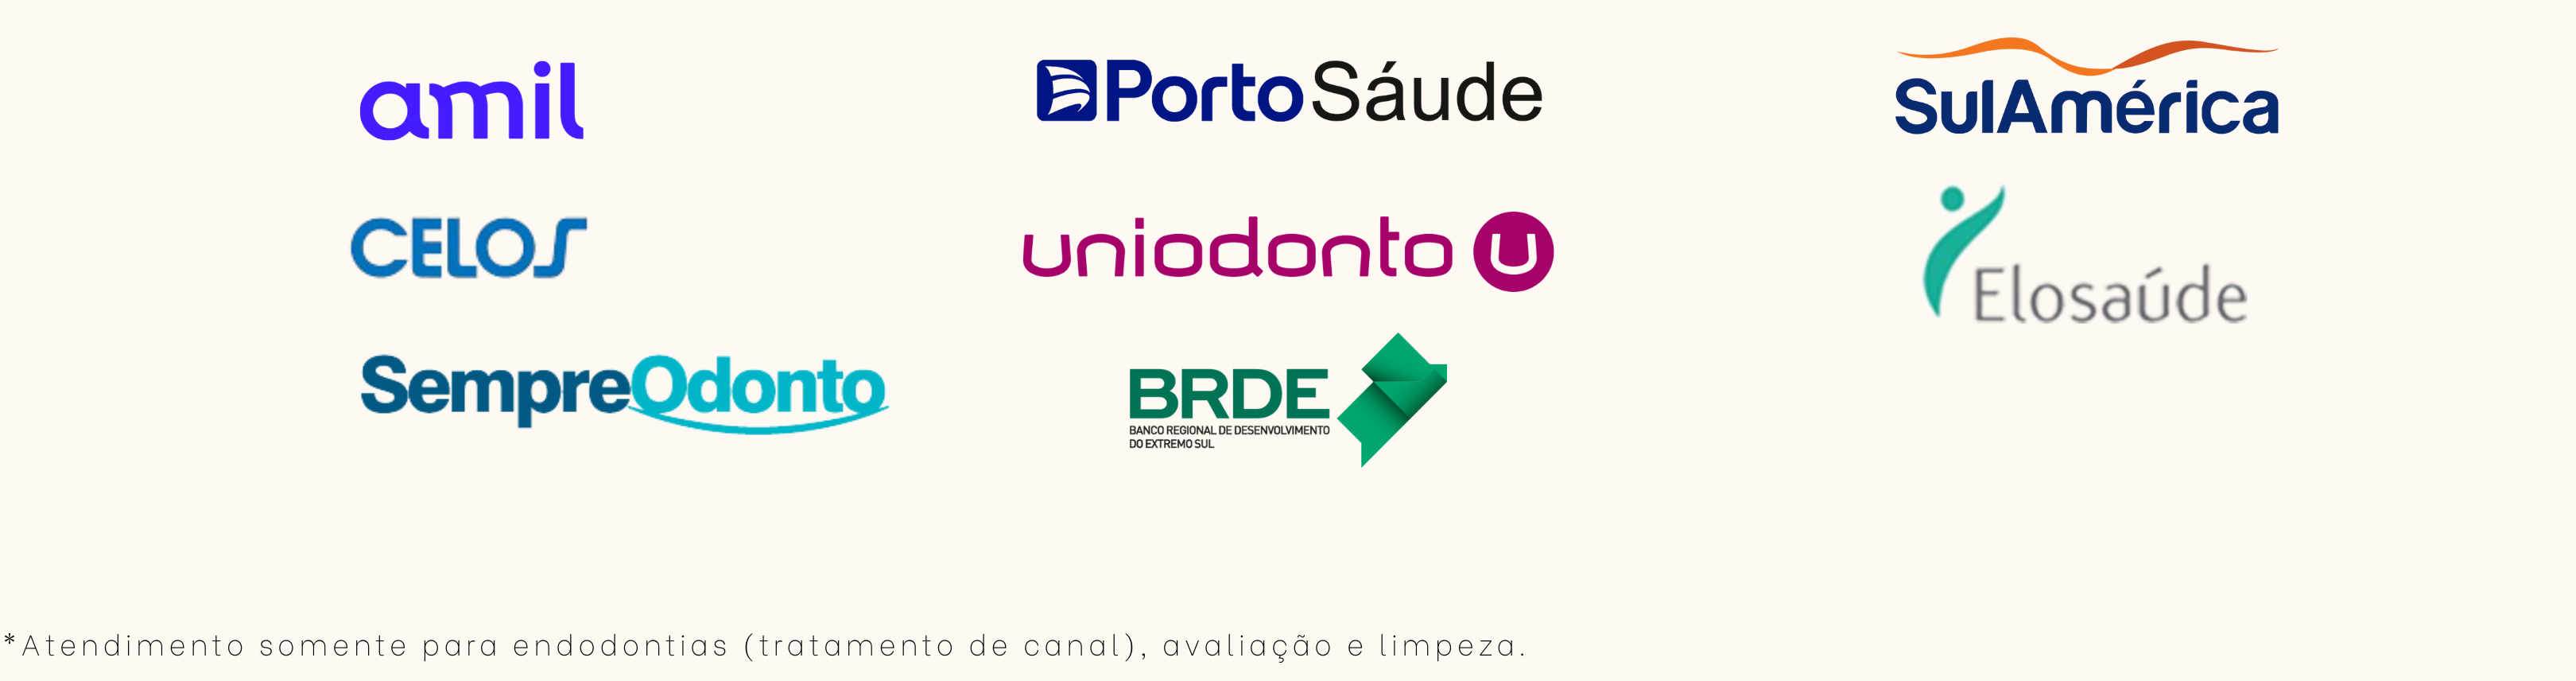 amil
PortoSáude
SulAmérica
CELOS
uniodonto U
Elosaúde
SempreOdonto
BRDE
BANCO REGIONAL DE DESENVOLVIMENTO
DO EXTREMO SUL
*Atendimento somente para endodontias (tratamento de canal), avaliação e limpeza.